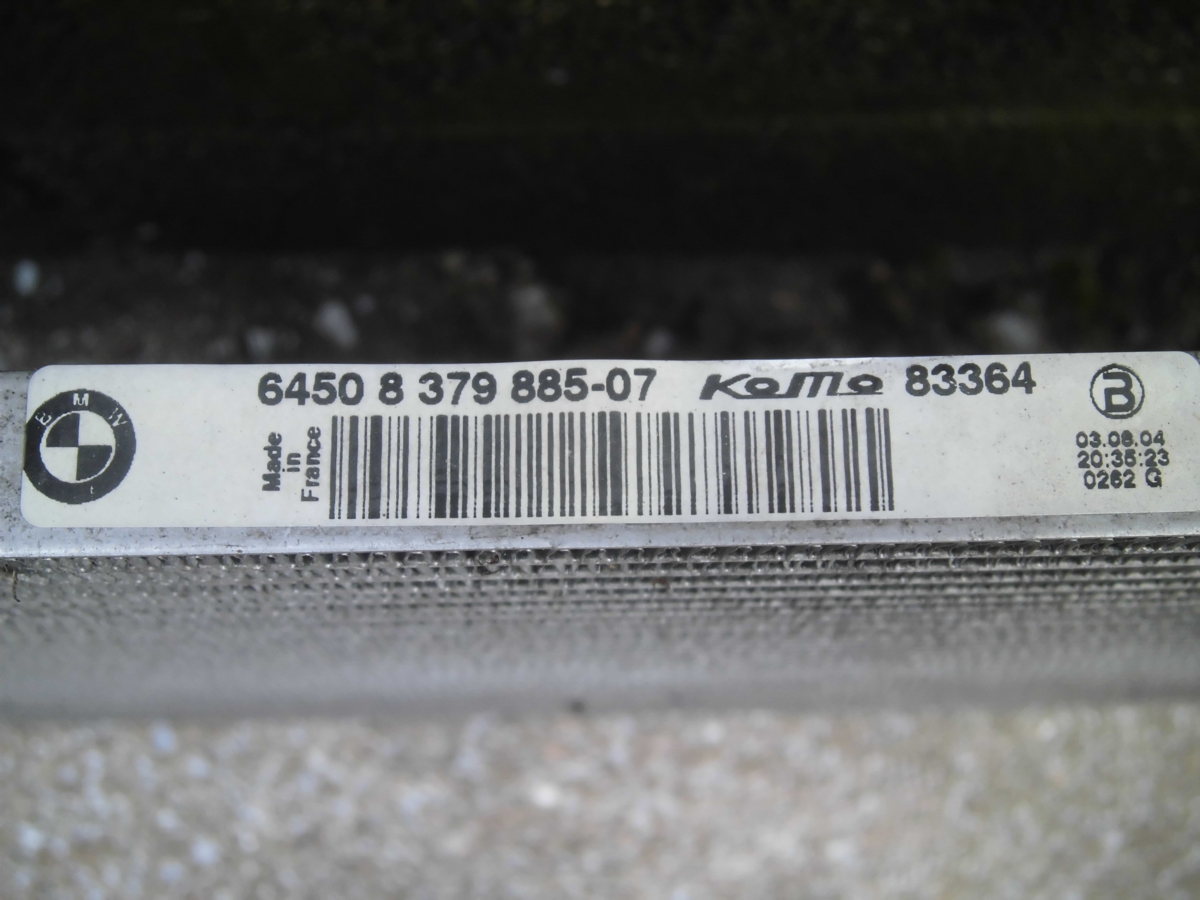 BMW
6450 8 379 885-07 KoMo 83364
Made
in
France
B
03.08.04
20:35:23
0262 G